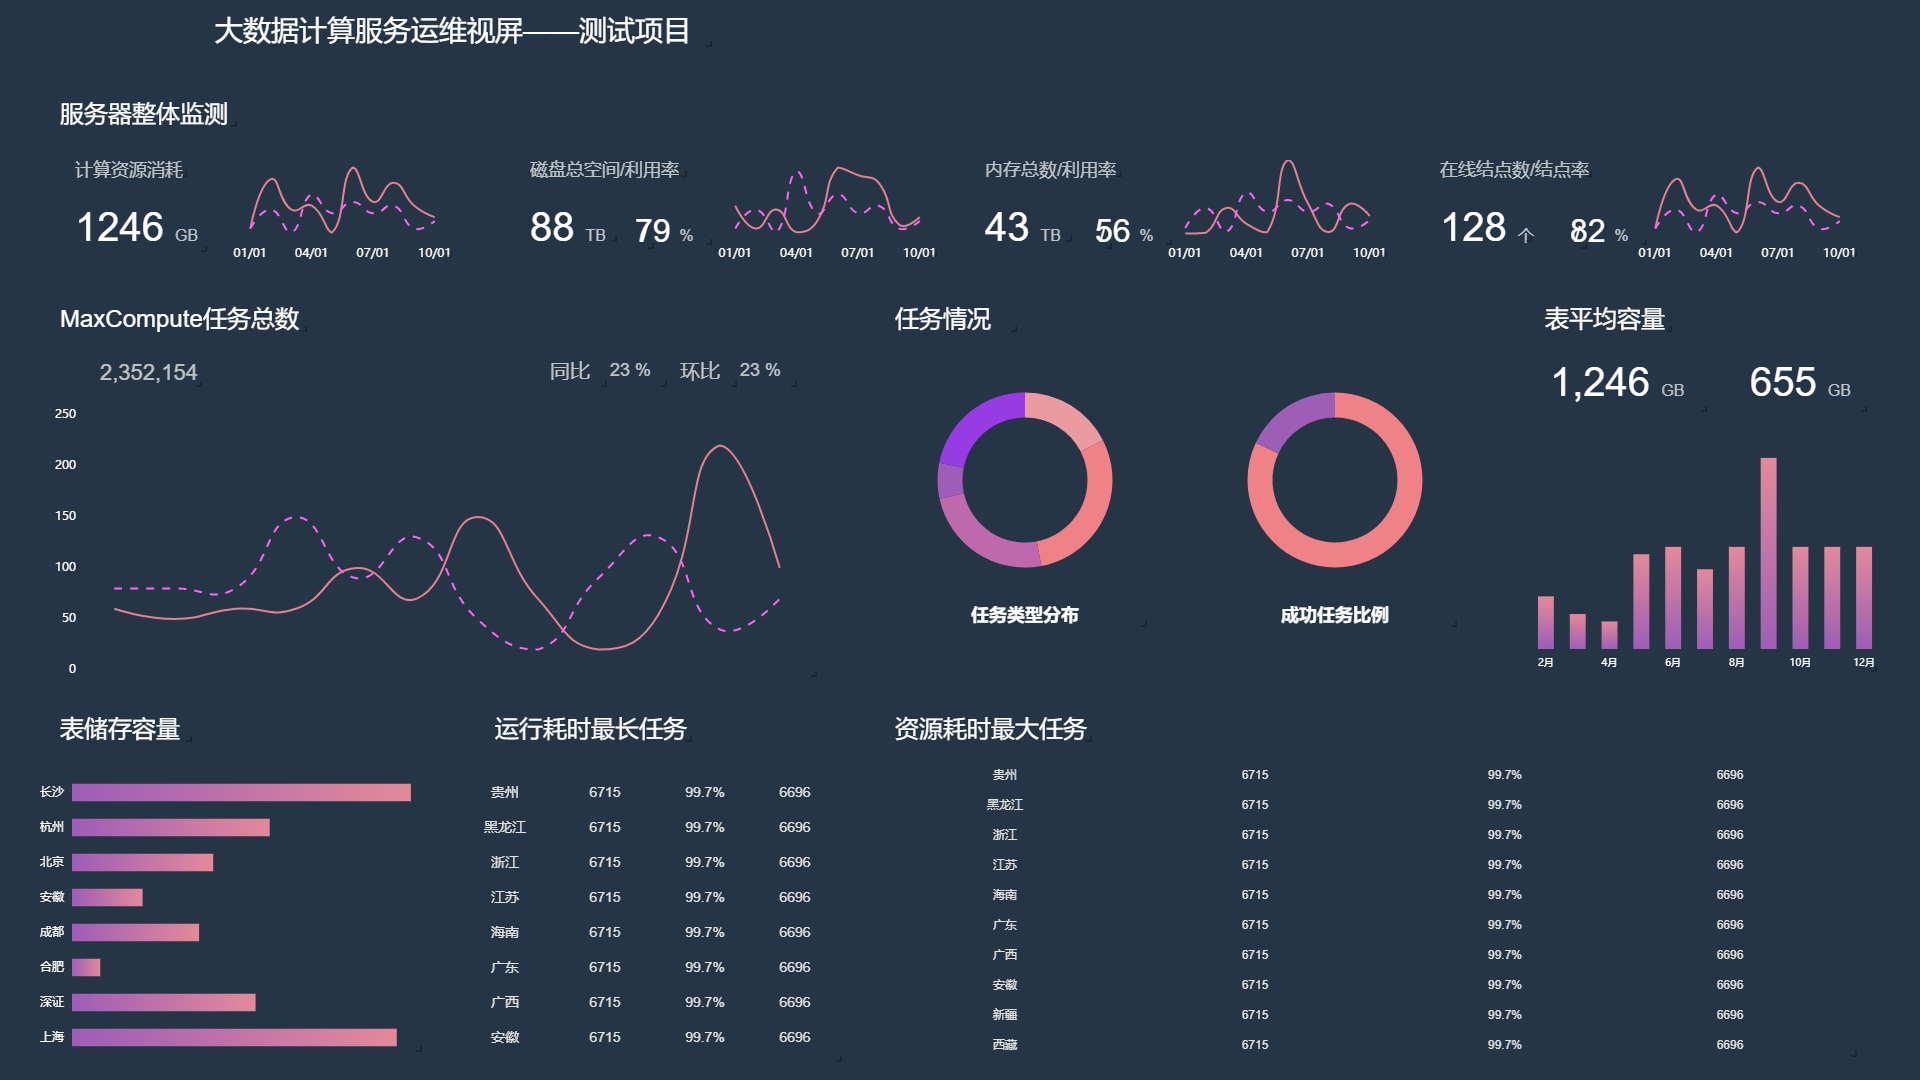 大数据计算服务运维视屏——测试项目
服务器整体监测
计算资源消耗
1246 GB
01/01 04/01 07/01 10/01
磁盘总空间/利用率
88 TB 79 %
01/01 04/01 07/01 10/01
内存总数/利用率
43 TB 56 %
01/01 04/01 07/01 10/01
在线结点数/结点率
128 个 82 %
01/01 04/01 07/01 10/01
MaxCompute任务总数
2,352,154
同比 23 % 环比 23 %
250
200
150
100
50
0
任务情况
任务类型分布
成功任务比例
表平均容量
1,246 GB 655 GB
2月 4月 6月 8月 10月 12月
表储存容量
长沙
杭州
北京
安徽
成都
合肥
深证
上海
运行耗时最长任务
贵州 6715 99.7% 6696
黑龙江 6715 99.7% 6696
浙江 6715 99.7% 6696
江苏 6715 99.7% 6696
海南 6715 99.7% 6696
广东 6715 99.7% 6696
广西 6715 99.7% 6696
安徽 6715 99.7% 6696
资源耗时最大任务
贵州 6715 99.7% 6696
黑龙江 6715 99.7% 6696
浙江 6715 99.7% 6696
江苏 6715 99.7% 6696
海南 6715 99.7% 6696
广东 6715 99.7% 6696
广西 6715 99.7% 6696
安徽 6715 99.7% 6696
新疆 6715 99.7% 6696
西藏 6715 99.7% 6696